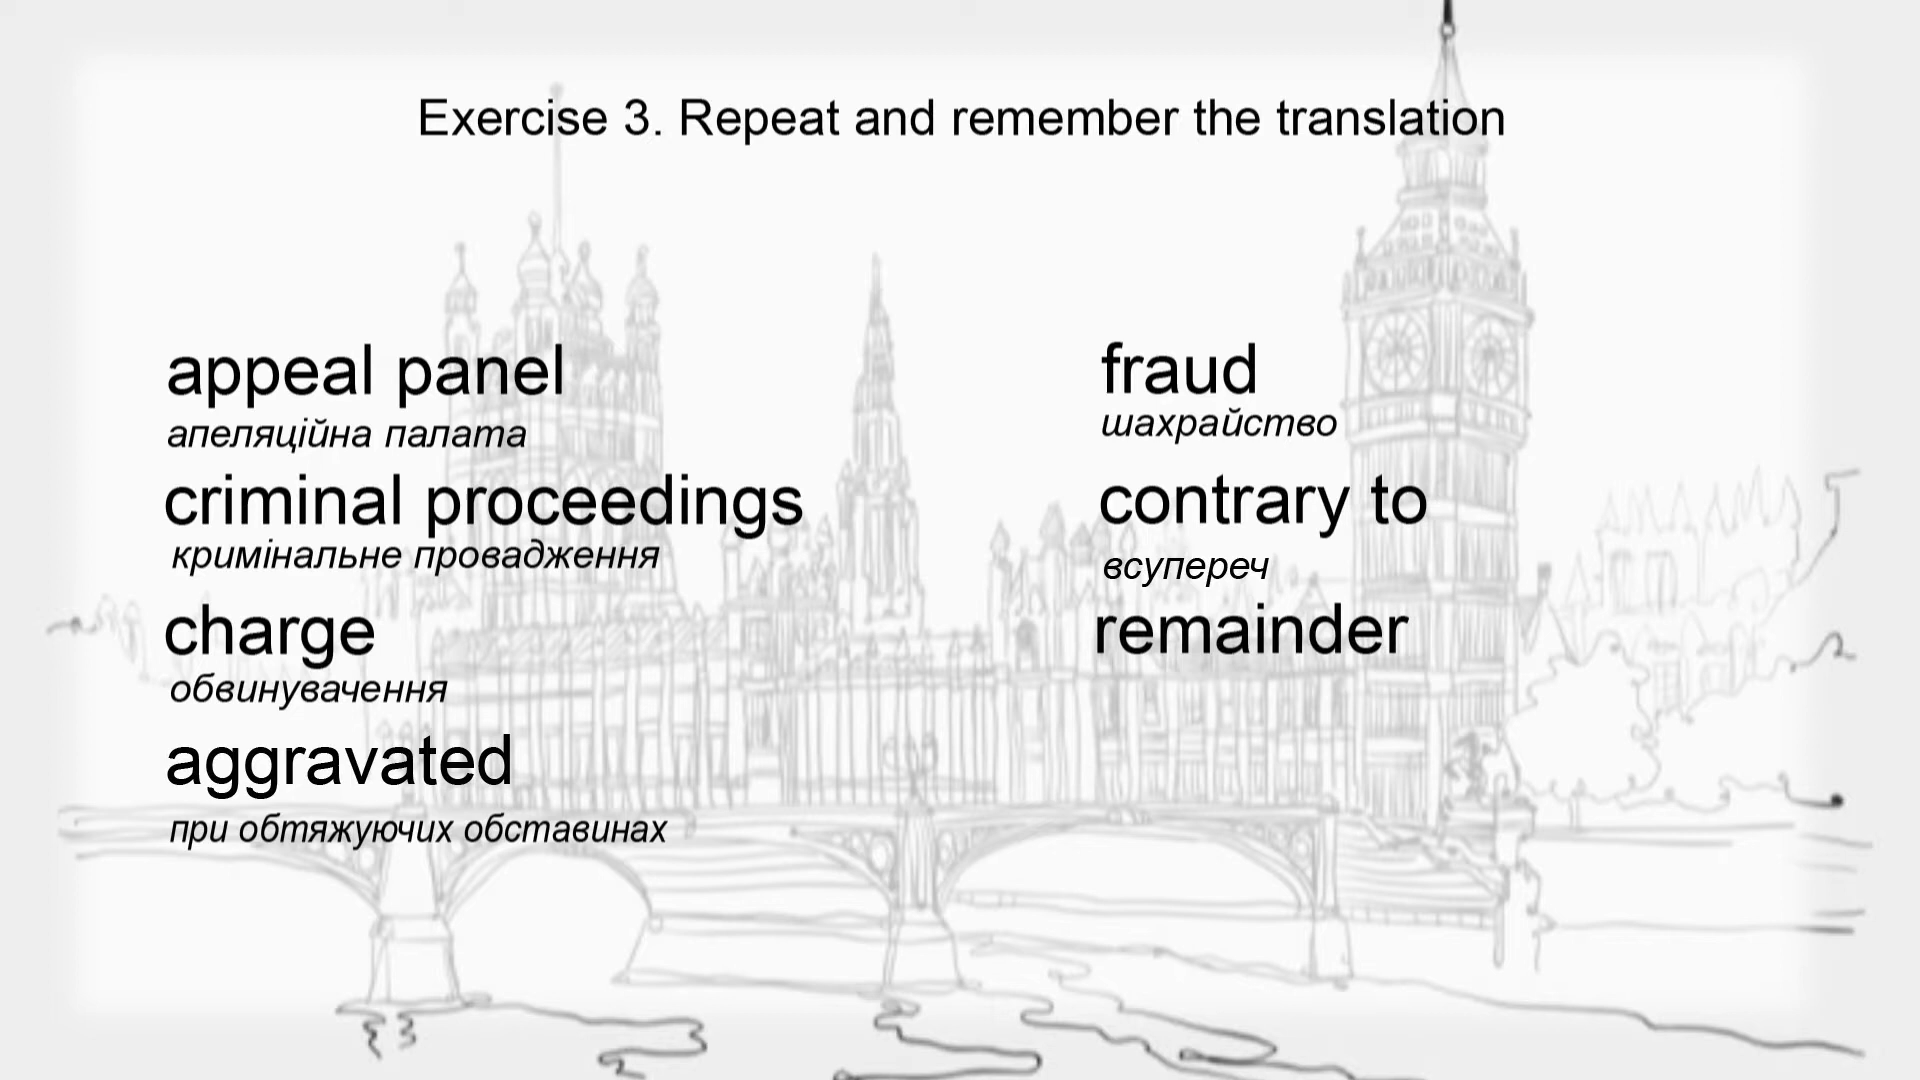 Exercise 3. Repeat and remember the translation
appeal panel
апеляційна палата
criminal proceedings
кримінальне провадження
charge
обвинувачення
aggravated
при обтяжуючих обставинах
fraud
шахрайство
contrary to
всупереч
remainder